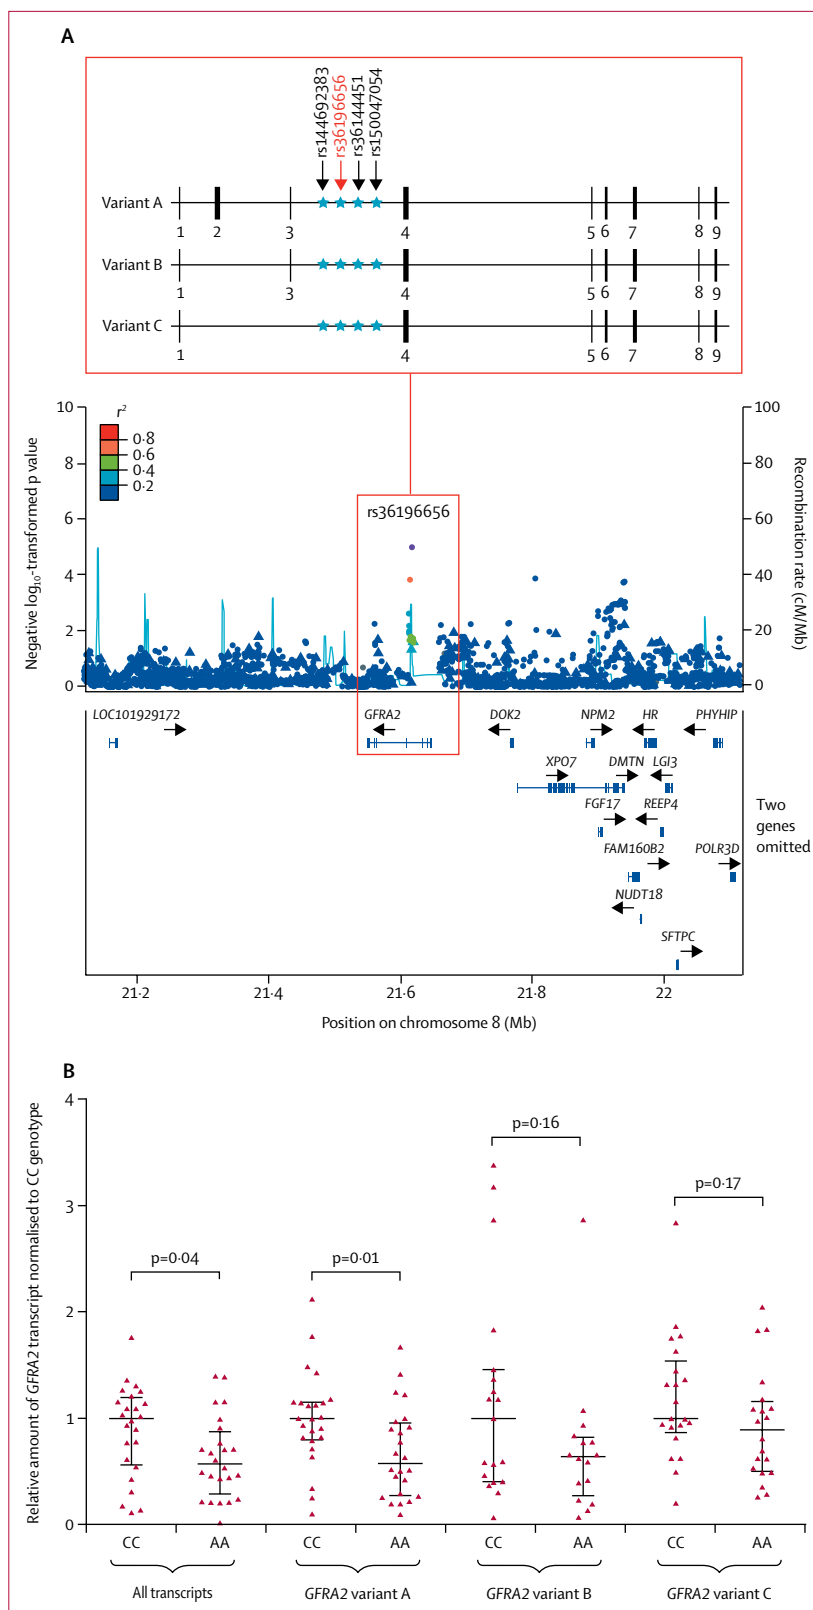 A
rs144692383
rs36196656
rs36144451
rs150047054
Variant A
1 2 3 4 5 6 7 8 9
Variant B
1 3 4 5 6 7 8 9
Variant C
1 4 5 6 7 8 9
Negative log10-transformed p value
10
8
6
4
2
0
r2
0·8
0·6
0·4
0·2
rs36196656
100
80
60
40
20
0
Recombination rate (cM/Mb)
LOC101929172 GFRA2 DOK2 NPM2 HR PHYHIP
XPO7 DMTN LGI3
FGF17 REEP4
FAM160B2 POLR3D
NUDT18
SFTPC
Two
genes
omitted
21·2 21·4 21·6 21·8 22
Position on chromosome 8 (Mb)
B
Relative amount of GFRA2 transcript normalised to CC genotype
4
3
2
1
0
p=0·04
p=0·01
p=0·16
p=0·17
CC AA CC AA CC AA CC AA
All transcripts GFRA2 variant A GFRA2 variant B GFRA2 variant C